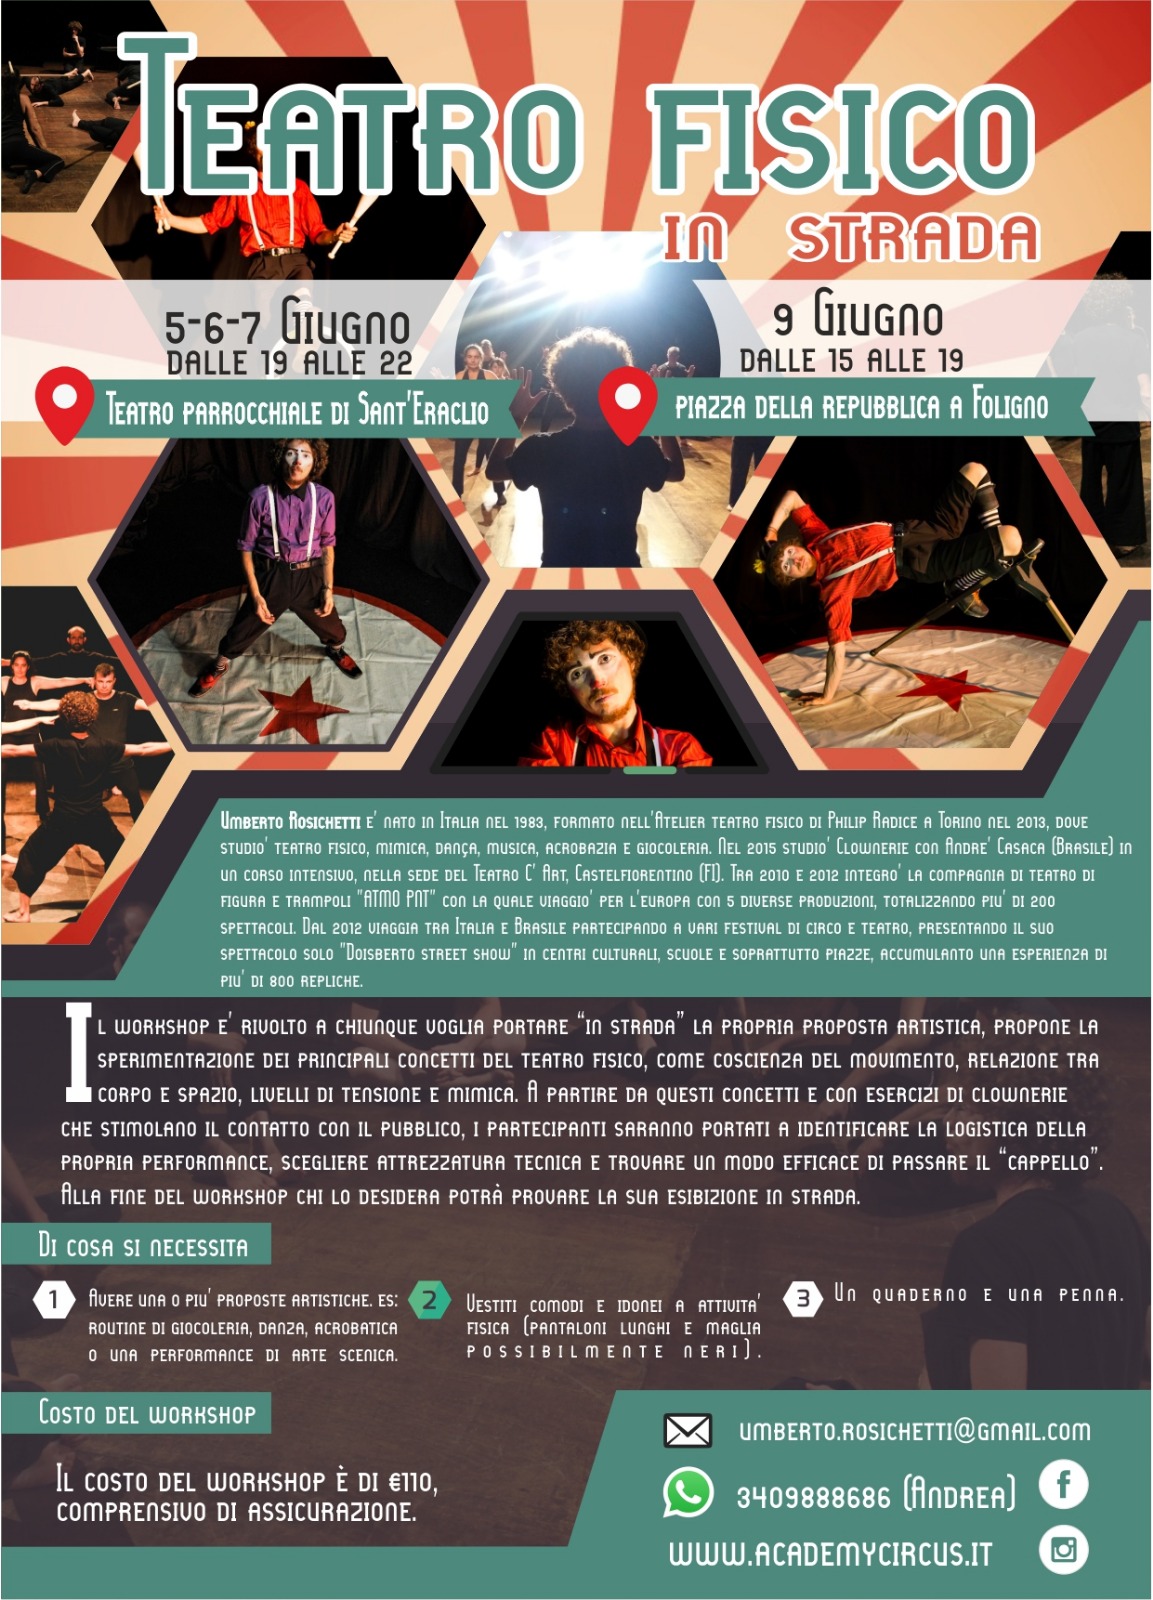 Teatro fisico
in strada
5-6-7 Giugno
dalle 19 alle 22
Teatro parrocchiale di Sant'Eraclio
9 Giugno
dalle 15 alle 19
piazza della repubblica a Foligno
Umberto Rosichetti e' nato in Italia nel 1983, formato nell'Atelier teatro fisico di Philip Radice a Torino nel 2013, dove
studio' teatro fisico, mimica, dança, musica, acrobazia e giocoleria. Nel 2015 studio' Clownerie con Andre' Casaca (Brasile) in
un corso intensivo, nella sede del Teatro C' Art, Castelfiorentino (FI). Tra 2010 e 2012 integro' la compagnia di teatro di
figura e trampoli "ATMO PNT" con la quale viaggio' per l'europa con 5 diverse produzioni, totalizzando piu' di 200
spettacoli. Dal 2012 viaggia tra Italia e Brasile partecipando a vari festival di circo e teatro, presentando il suo
spettacolo solo "Doisberto street show" in centri culturali, scuole e soprattutto piazze, accumulanto una esperienza di
piu' di 800 repliche.
Il workshop e' rivolto a chiunque voglia portare “in strada” la propria proposta artistica, propone la
sperimentazione dei principali concetti del teatro fisico, come coscienza del movimento, relazione tra
corpo e spazio, livelli di tensione e mimica. A partire da questi concetti e con esercizi di clownerie
che stimolano il contatto con il pubblico, i partecipanti saranno portati a identificare la logistica della
propria performance, scegliere attrezzatura tecnica e trovare un modo efficace di passare il “cappello”.
Alla fine del workshop chi lo desidera potrà provare la sua esibizione in strada.
Di cosa si necessita
1
Avere una o piu' proposte artistiche. es:
routine di giocoleria, danza, acrobatica
o una performance di arte scenica.
2
Vestiti comodi e idonei a attivita'
fisica (pantaloni lunghi e maglia
possibilmente neri).
3
Un quaderno e una penna.
Costo del workshop
Il costo del workshop è di €110,
comprensivo di assicurazione.
umberto.rosichetti@gmail.com
3409888686 (Andrea)
www.academycircus.it